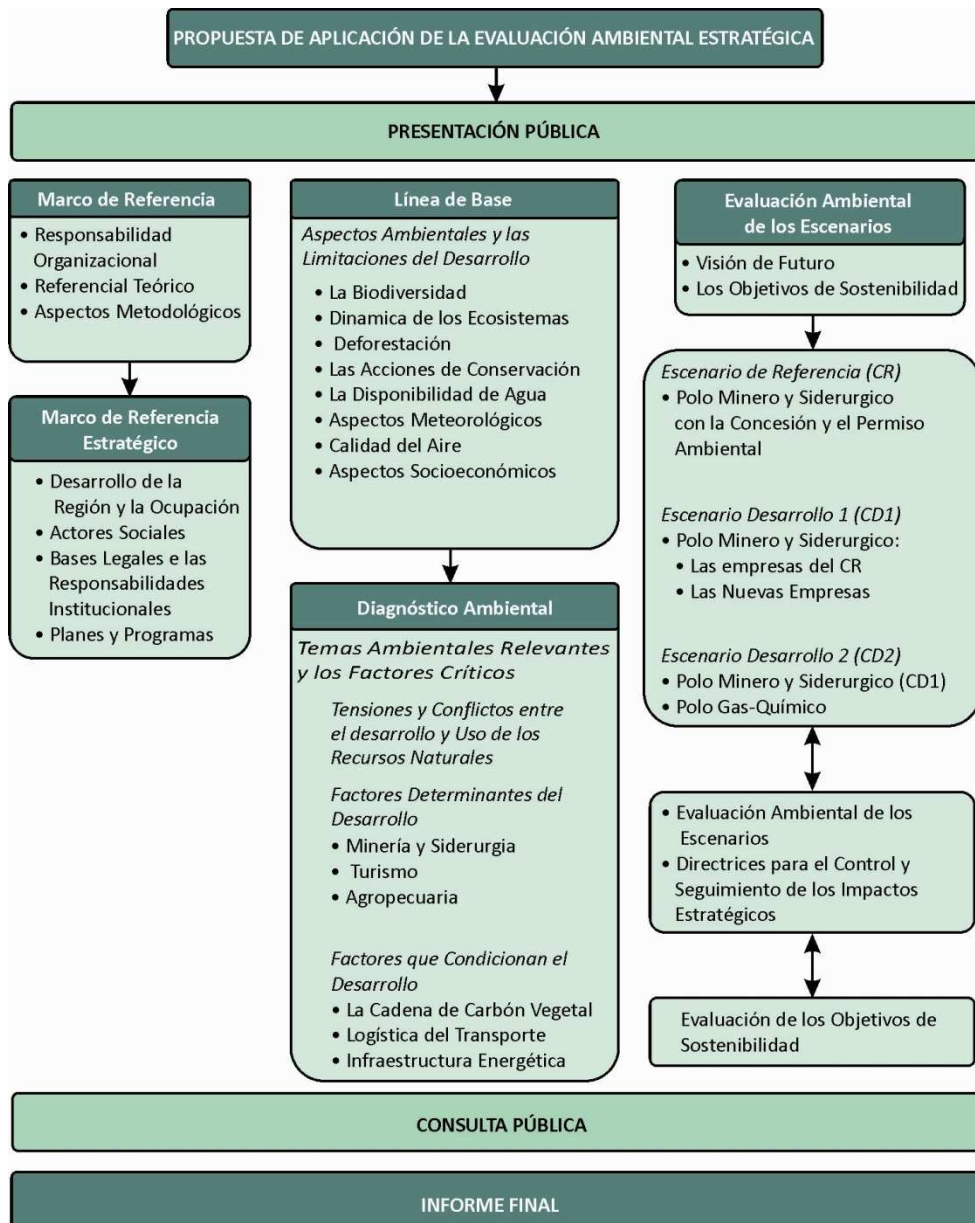 PROPUESTA DE APLICACIÓN DE LA EVALUACIÓN AMBIENTAL ESTRATÉGICA
PRESENTACIÓN PÚBLICA
Marco de Referencia
• Responsabilidad
Organizacional
• Referencial Teórico
• Aspectos Metodológicos
Marco de Referencia
Estratégico
• Desarrollo de la
Región y la Ocupación
• Actores Sociales
• Bases Legales e las
Responsabilidades
Institucionales
• Planes y Programas
Línea de Base
Aspectos Ambientales y las
Limitaciones del Desarrollo
• La Biodiversidad
• Dinamica de los Ecosistemas
• Deforestación
• Las Acciones de Conservación
• La Disponibilidad de Agua
• Aspectos Meteorológicos
• Calidad del Aire
• Aspectos Socioeconómicos
Diagnóstico Ambiental
Temas Ambientales Relevantes
y los Factores Críticos
Tensiones y Conflictos entre
el desarrollo y Uso de los
Recursos Naturales
Factores Determinantes del
Desarrollo
• Minería y Siderurgia
• Turismo
• Agropecuaria
Factores que Condicionan el
Desarrollo
• La Cadena de Carbón Vegetal
• Logística del Transporte
• Infraestructura Energética
Evaluación Ambiental
de los Escenarios
• Visión de Futuro
• Los Objetivos de Sostenibilidad
Escenario de Referencia (CR)
• Polo Minero y Siderurgico
con la Concesión y el Permiso
Ambiental
Escenario Desarrollo 1 (CD1)
• Polo Minero y Siderurgico:
• Las empresas del CR
• Las Nuevas Empresas
Escenario Desarrollo 2 (CD2)
• Polo Minero y Siderurgico (CD1)
• Polo Gas-Químico
• Evaluación Ambiental de los
Escenarios
• Directrices para el Control y
Seguimiento de los Impactos
Estratégicos
Evaluación de los Objetivos de
Sostenibilidad
CONSULTA PÚBLICA
INFORME FINAL